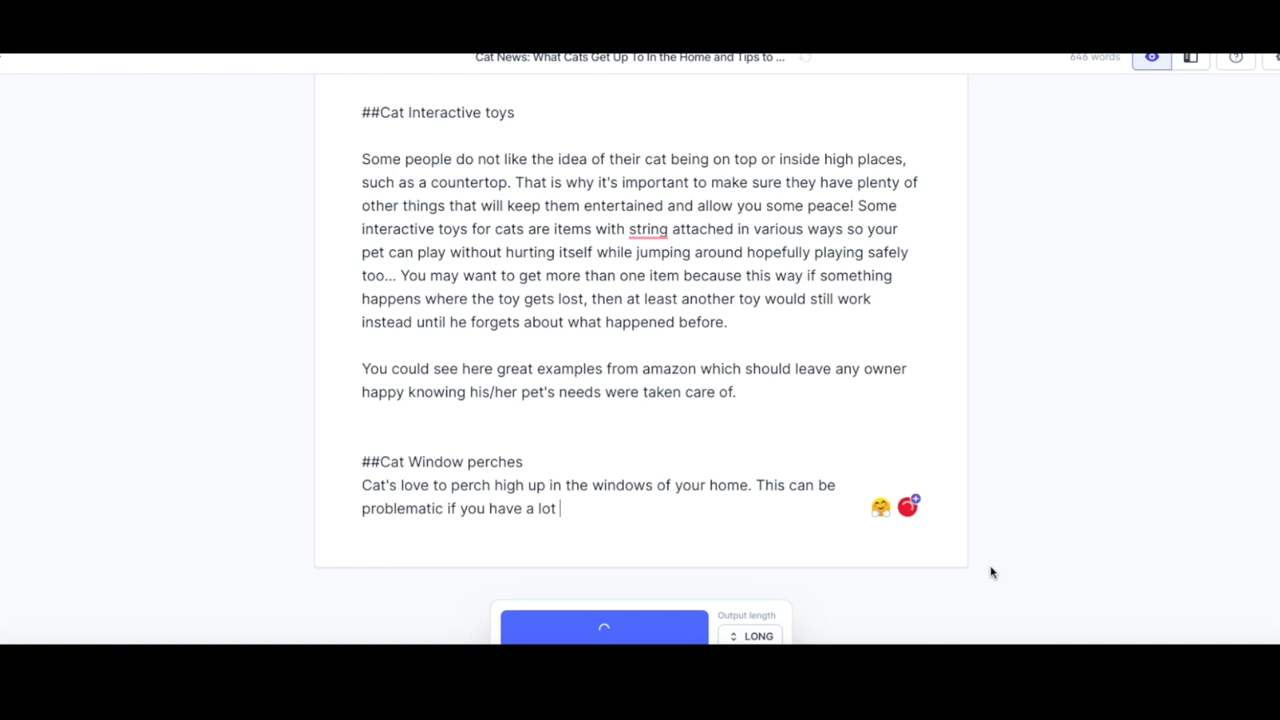 Cat News: What Cats Get Up To In the Home and Tips to ...
646 words
##Cat Interactive toys
Some people do not like the idea of their cat being on top or inside high places,
such as a countertop. That is why it's important to make sure they have plenty of
other things that will keep them entertained and allow you some peace! Some
interactive toys for cats are items with string attached in various ways so your
pet can play without hurting itself while jumping around hopefully playing safely
too... You may want to get more than one item because this way if something
happens where the toy gets lost, then at least another toy would still work
instead until he forgets about what happened before.
You could see here great examples from amazon which should leave any owner
happy knowing his/her pet's needs were taken care of.
##Cat Window perches
Cat's love to perch high up in the windows of your home. This can be
problematic if you have a lot
Output length
LONG